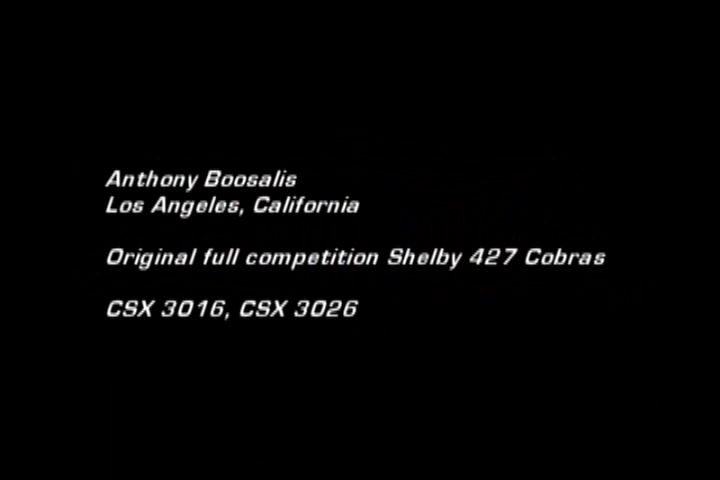 Anthony Boosalis
Los Angeles, California
Original full competition Shelby 427 Cobras
CSX 3016, CSX 3026